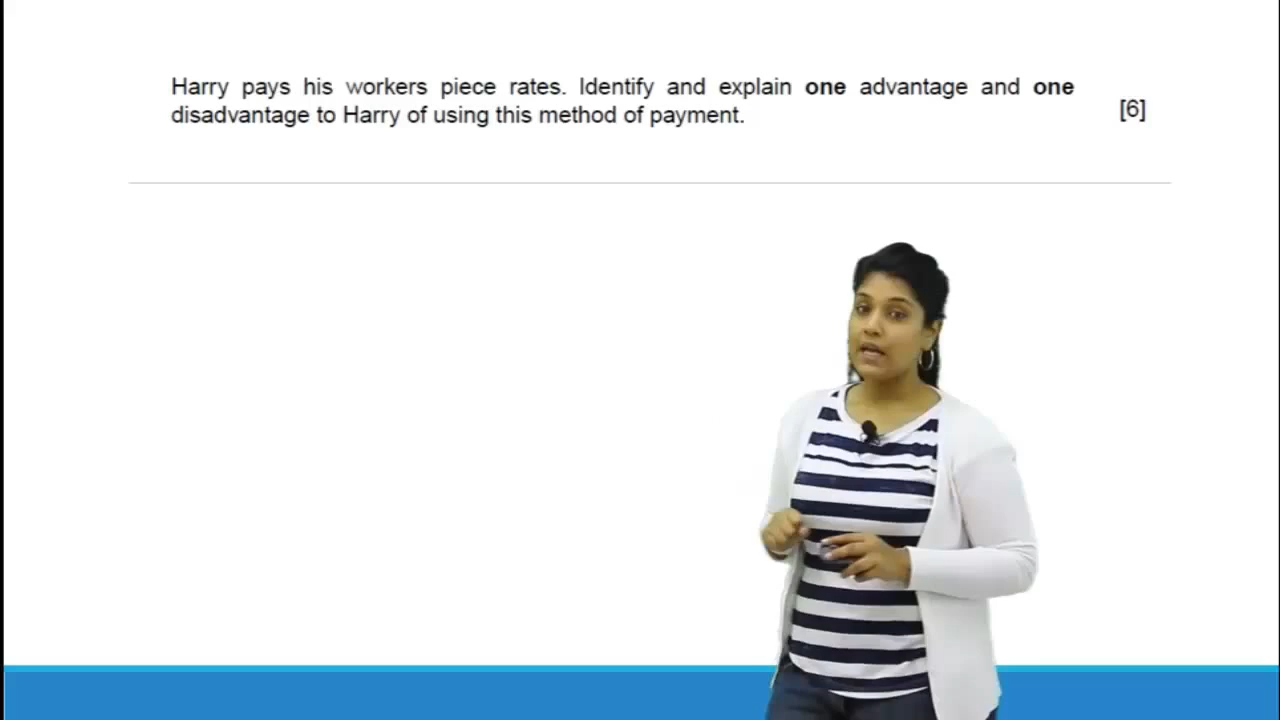 Harry pays his workers piece rates. Identify and explain one advantage and one
disadvantage to Harry of using this method of payment.
[6]